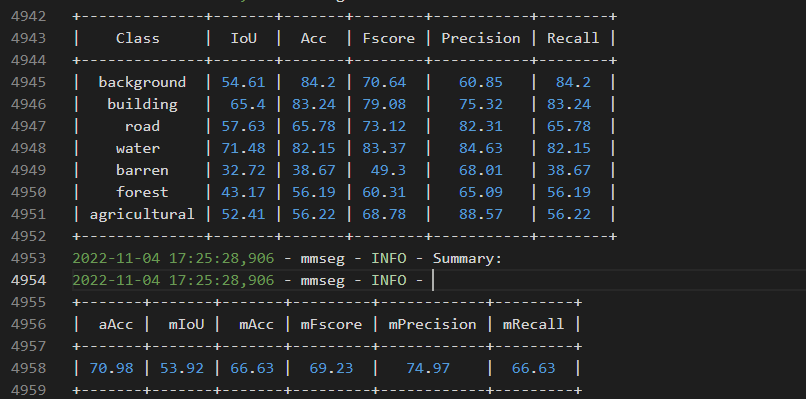 4942 +--------------+-------+-------+--------+-----------+--------+
4943 |    Class     |  IoU  |  Acc  | Fscore | Precision | Recall |
4944 +--------------+-------+-------+--------+-----------+--------+
4945 |  background  | 54.61 |  84.2 | 70.64  |   60.85   |  84.2  |
4946 |   building   |  65.4 | 83.24 | 79.08  |   75.32   | 83.24  |
4947 |     road     | 57.63 | 65.78 | 73.12  |   82.31   | 65.78  |
4948 |    water     | 71.48 | 82.15 | 83.37  |   84.63   | 82.15  |
4949 |    barren    | 32.72 | 38.67 |  49.3  |   68.01   | 38.67  |
4950 |    forest    | 43.17 | 56.19 | 60.31  |   65.09   | 56.19  |
4951 | agricultural | 52.41 | 56.22 | 68.78  |   88.57   | 56.22  |
4952 +--------------+-------+-------+--------+-----------+--------+
4953 2022-11-04 17:25:28,906 - mmseg - INFO - Summary:
4954 2022-11-04 17:25:28,906 - mmseg - INFO -
4955 +-------+-------+-------+---------+------------+---------+
4956 |  aAcc |  mIoU |  mAcc | mFscore | mPrecision | mRecall |
4957 +-------+-------+-------+---------+------------+---------+
4958 | 70.98 | 53.92 | 66.63 |  69.23  |   74.97    |  66.63  |
4959 +-------+-------+-------+---------+------------+---------+